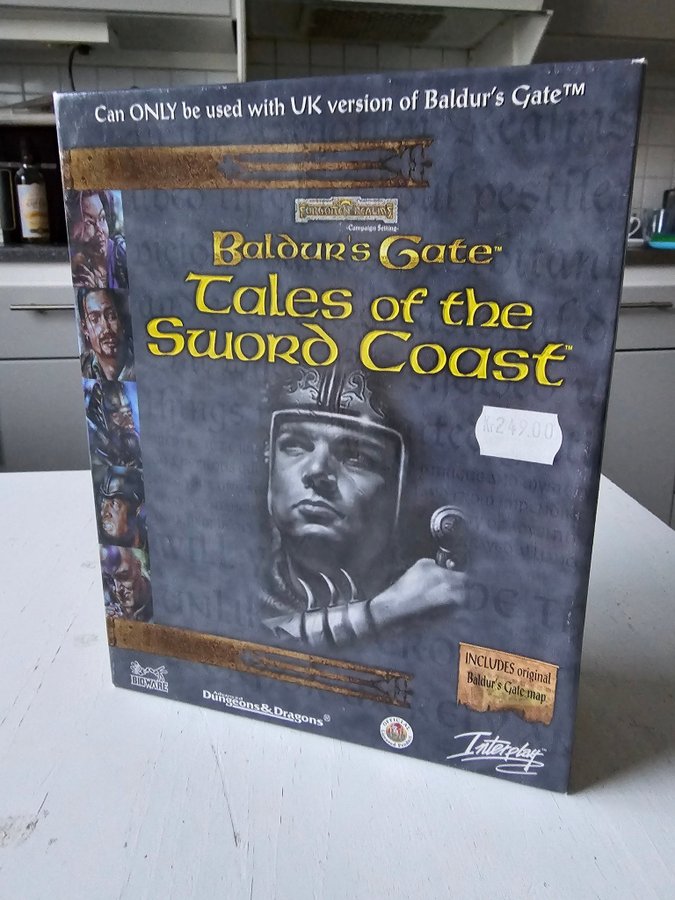 Can ONLY be used with UK version of Baldur's Gate™
FORGOTTEN REALMS
-Campaign Setting-
Baldur's Gate™
Tales of the
Sword Coast™
Kr249.00
INCLUDES original
Baldur's Gate map
BIOWARE
Advanced
Dungeons & Dragons®
Interplay™